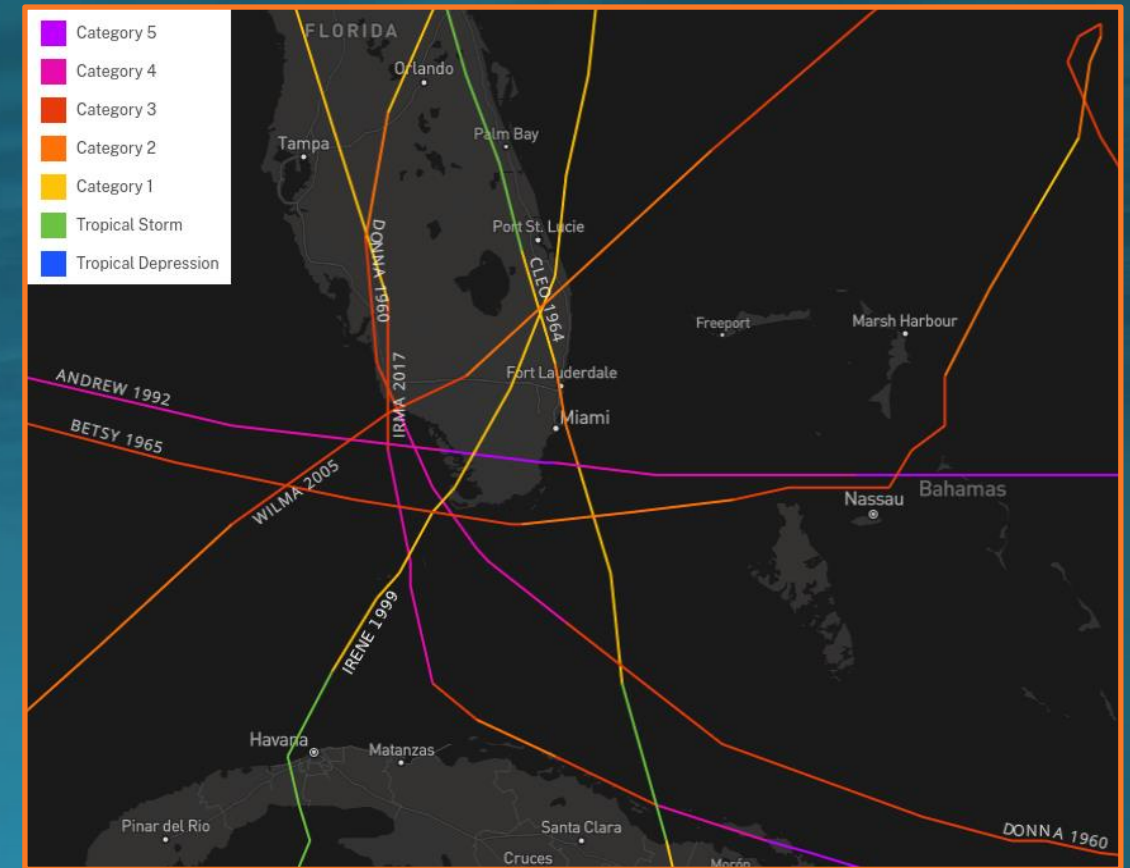 Category 5
Category 4
Category 3
Category 2
Category 1
Tropical Storm
Tropical Depression
FLORIDA
Orlando
Tampa
Palm Bay
Port St. Lucie
DONNA 1960
CLEO 1964
Freeport
Marsh Harbour
IRMA 2017
Fort Lauderdale
ANDREW 1992
Miami
BETSY 1965
WILMA 2005
Bahamas
Nassau
IRENE 1999
Havana
Matanzas
Pinar del Rio
Santa Clara
DONNA 1960
Cruces
Morón